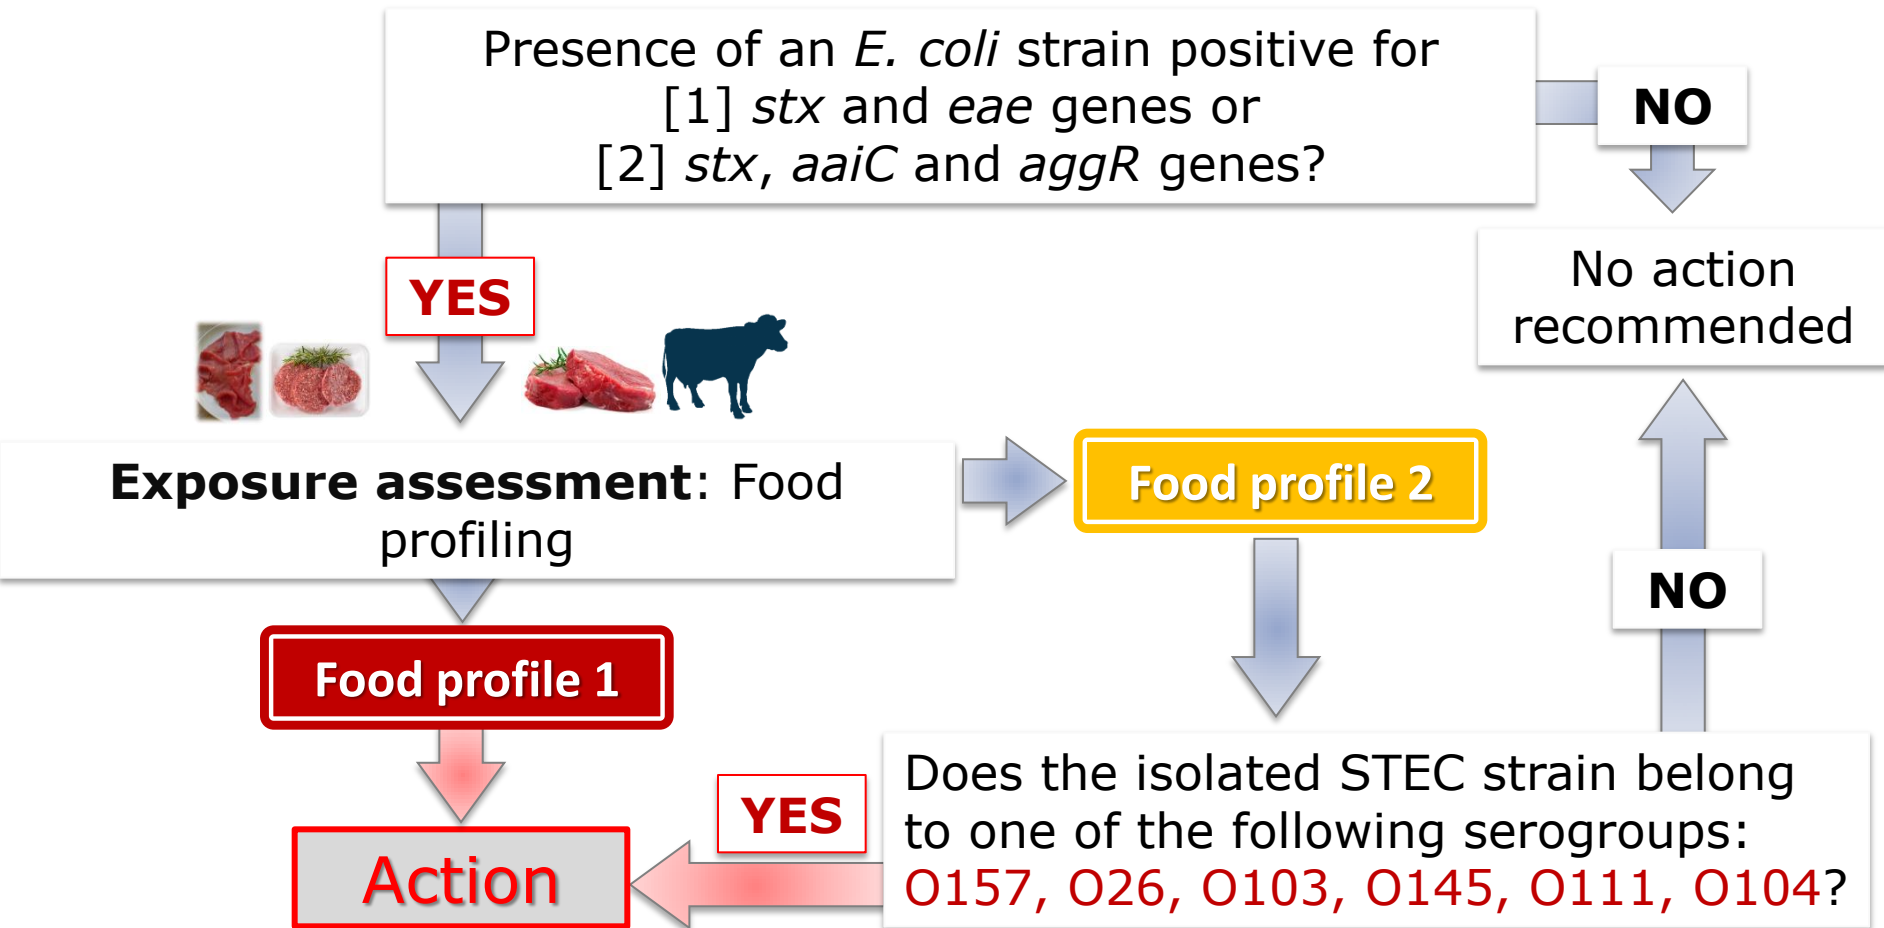 Presence of an E. coli strain positive for
[1] stx and eae genes or
[2] stx, aaiC and aggR genes?
NO
YES
No action
recommended
Exposure assessment: Food
profiling
Food profile 2
NO
Food profile 1
YES
Does the isolated STEC strain belong
to one of the following serogroups:
O157, O26, O103, O145, O111, O104?
Action